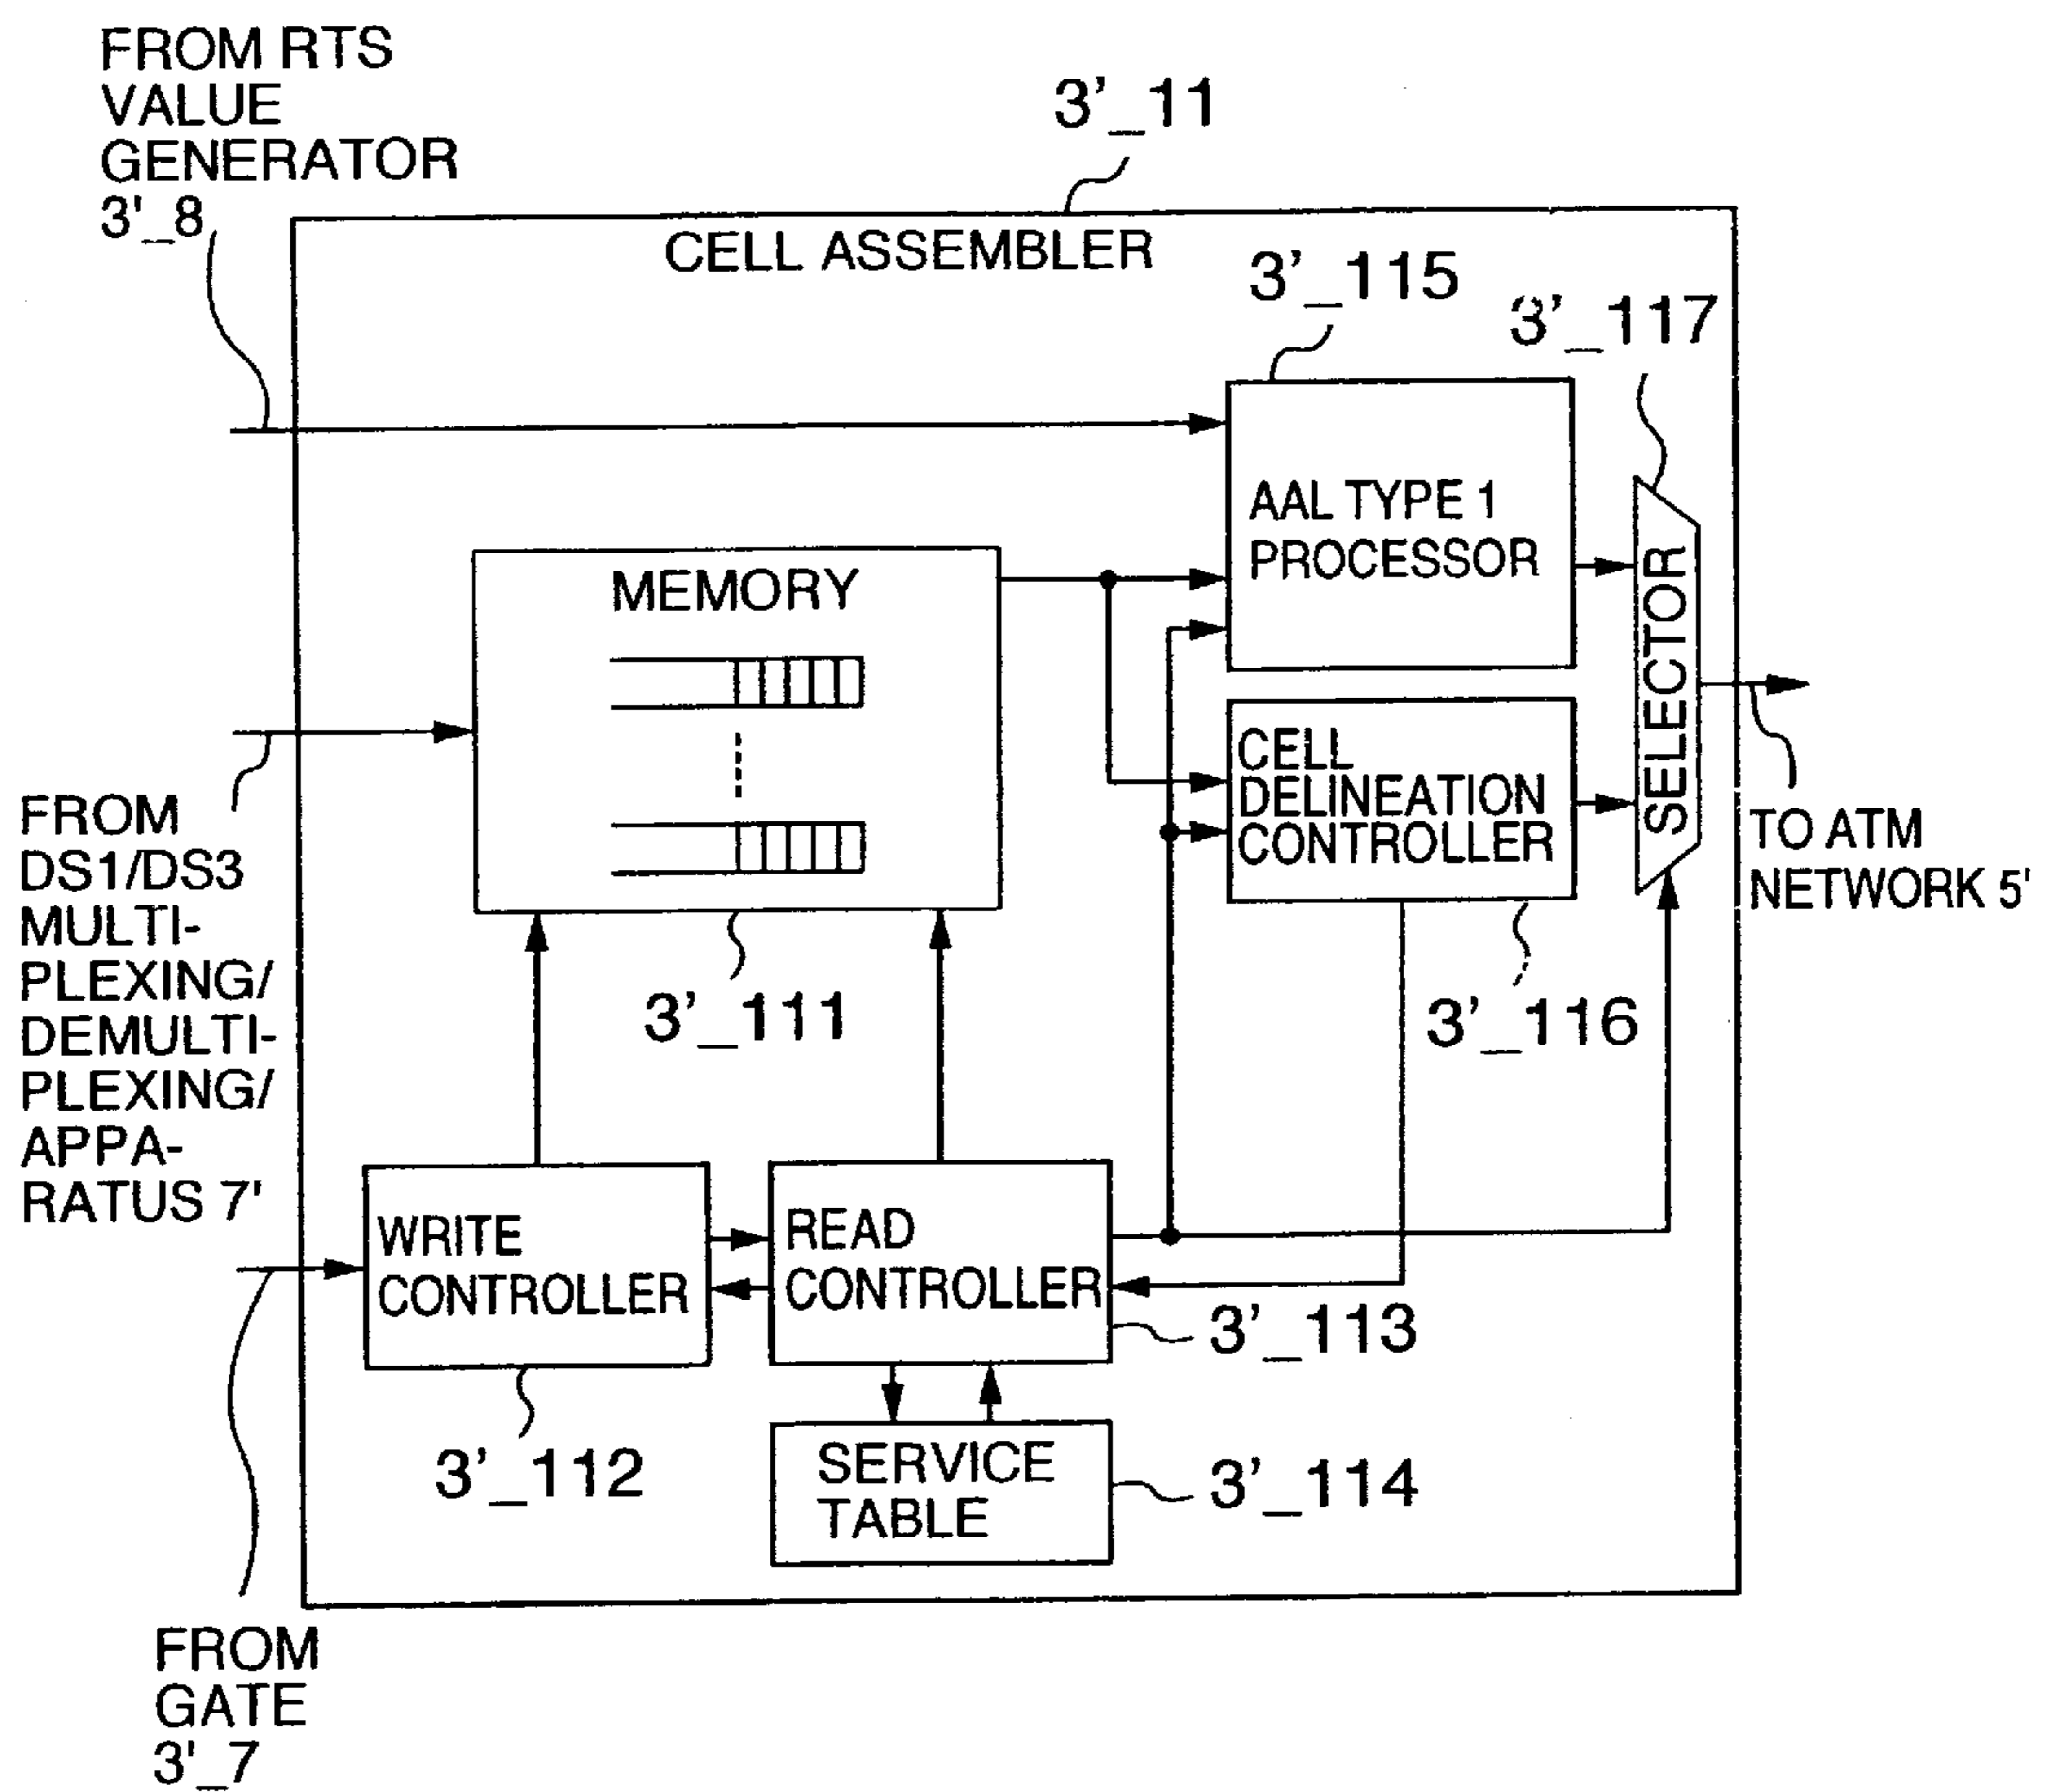 FROM RTS
VALUE
GENERATOR
3'_8
3'_11
CELL ASSEMBLER
3'_115
3'_117
AAL TYPE 1
PROCESSOR
MEMORY
SELECTOR
CELL
DELINEATION
CONTROLLER
TO ATM
NETWORK 5'
FROM
DS1/DS3
MULTI-
PLEXING/
DEMULTI-
PLEXING/
APPA-
RATUS 7'
3'_111
3'_116
WRITE
CONTROLLER
READ
CONTROLLER
3'_113
3'_112
SERVICE
TABLE
3'_114
FROM
GATE
3'_7